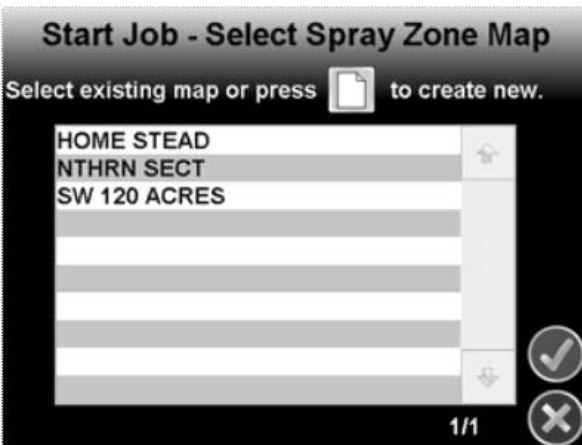 Start Job - Select Spray Zone Map
Select existing map or press to create new.
HOME STEAD
NTHRN SECT
SW 120 ACRES
1/1